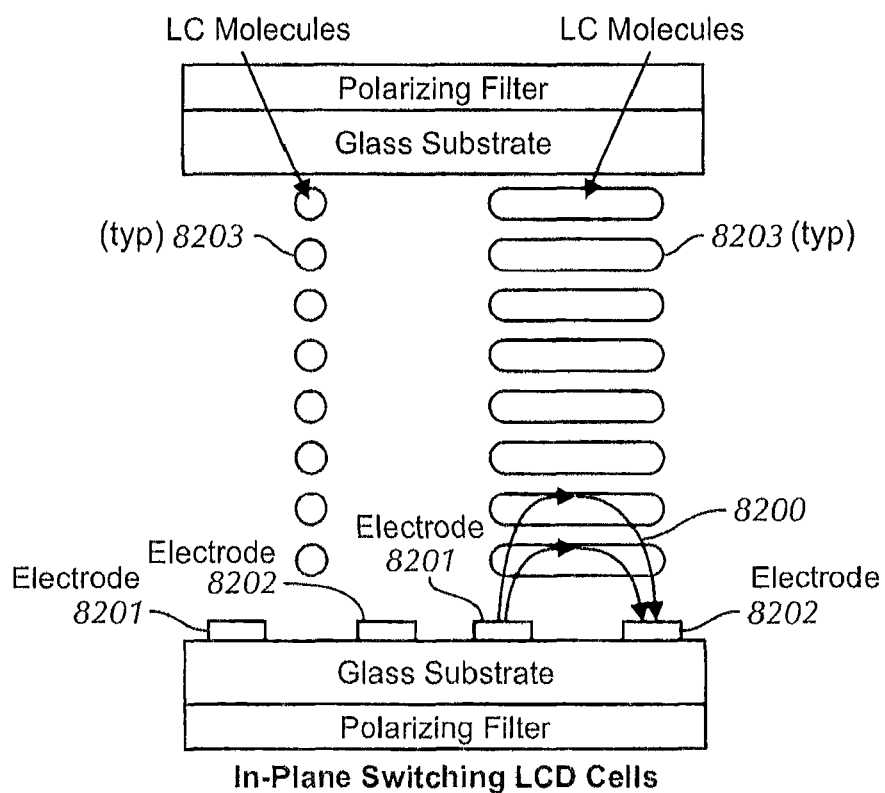 LC Molecules
LC Molecules
Polarizing Filter
Glass Substrate
(typ) 8203
8203 (typ)
8200
Electrode
8201
Electrode
8202
Electrode
8201
Electrode
8202
Glass Substrate
Polarizing Filter
In-Plane Switching LCD Cells